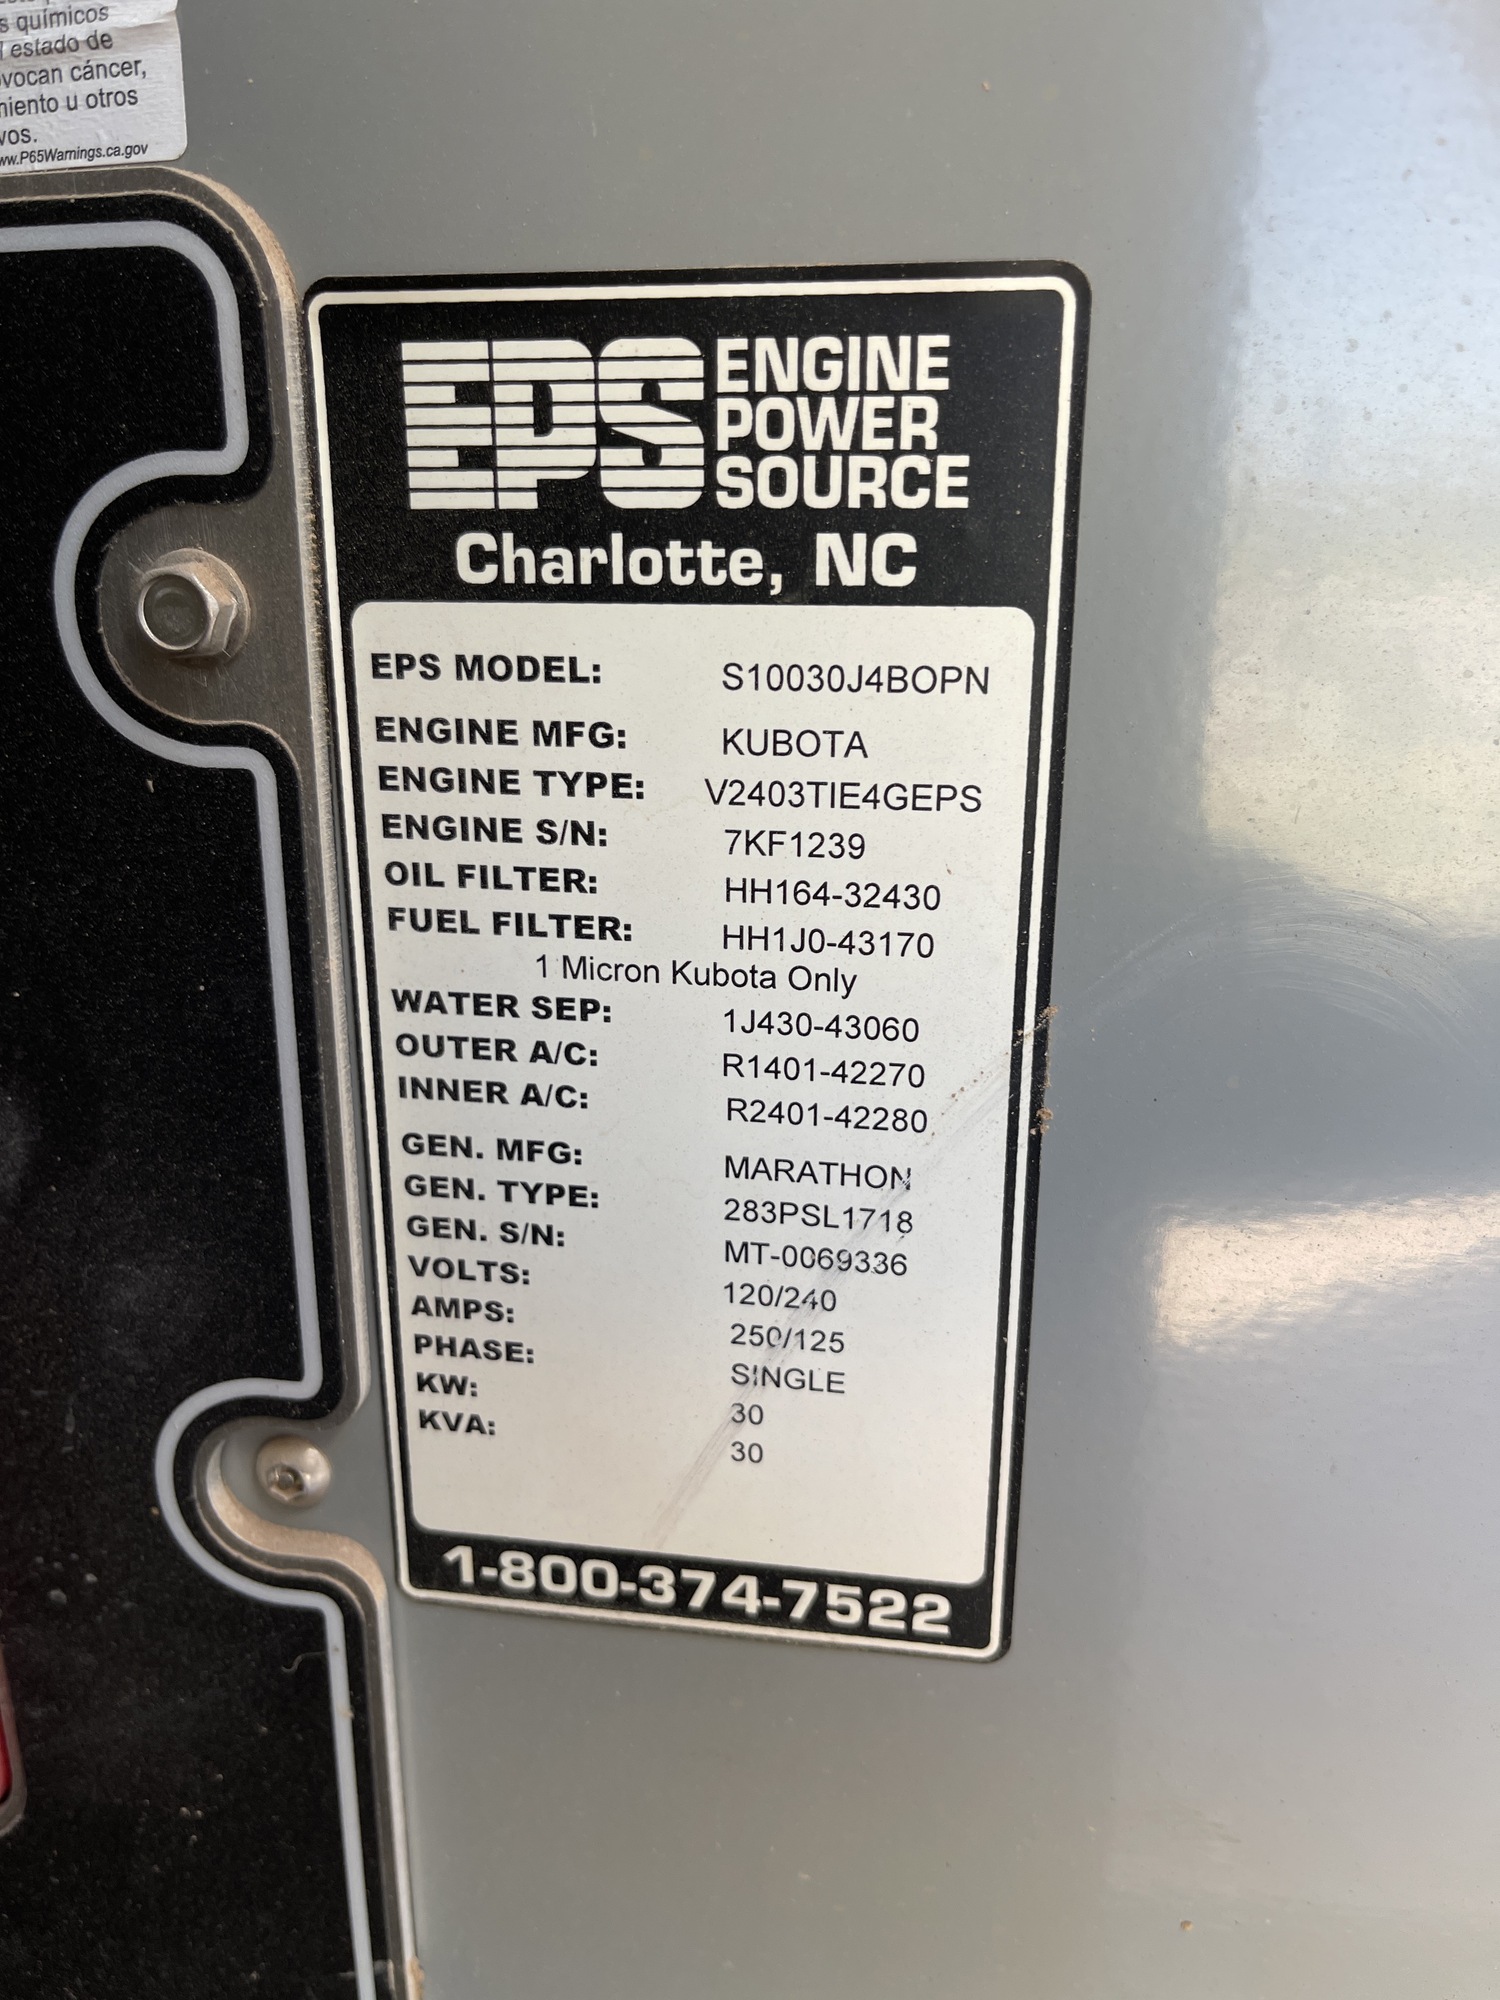 s químicos
l estado de
vocan cáncer,
miento u otros
vos.
ww.P65Warnings.ca.gov
EPS ENGINE
POWER
SOURCE
Charlotte, NC
EPS MODEL: S10030J4BOPN
ENGINE MFG: KUBOTA
ENGINE TYPE: V2403TIE4GEPS
ENGINE S/N: 7KF1239
OIL FILTER: HH164-32430
FUEL FILTER: HH1J0-43170
1 Micron Kubota Only
WATER SEP: 1J430-43060
OUTER A/C: R1401-42270
INNER A/C: R2401-42280
GEN. MFG: MARATHON
GEN. TYPE: 283PSL1718
GEN. S/N: MT-0069336
VOLTS: 120/240
AMPS: 250/125
PHASE: SINGLE
KW: 30
KVA: 30
1-800-374-7522